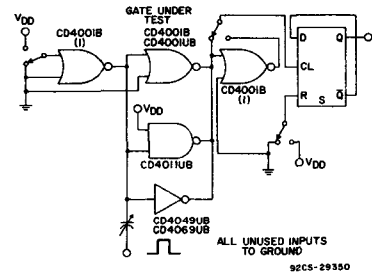 GATE UNDER
TEST
CD4001B
CD4001UB
CD4001B
(1)
VDD
D Q
CL
R
S Q̅
CD4001B
(1)
VDD
CD4011UB
VDD
CD4049UB
CD4069UB
ALL UNUSED INPUTS
TO GROUND
92CS-29350